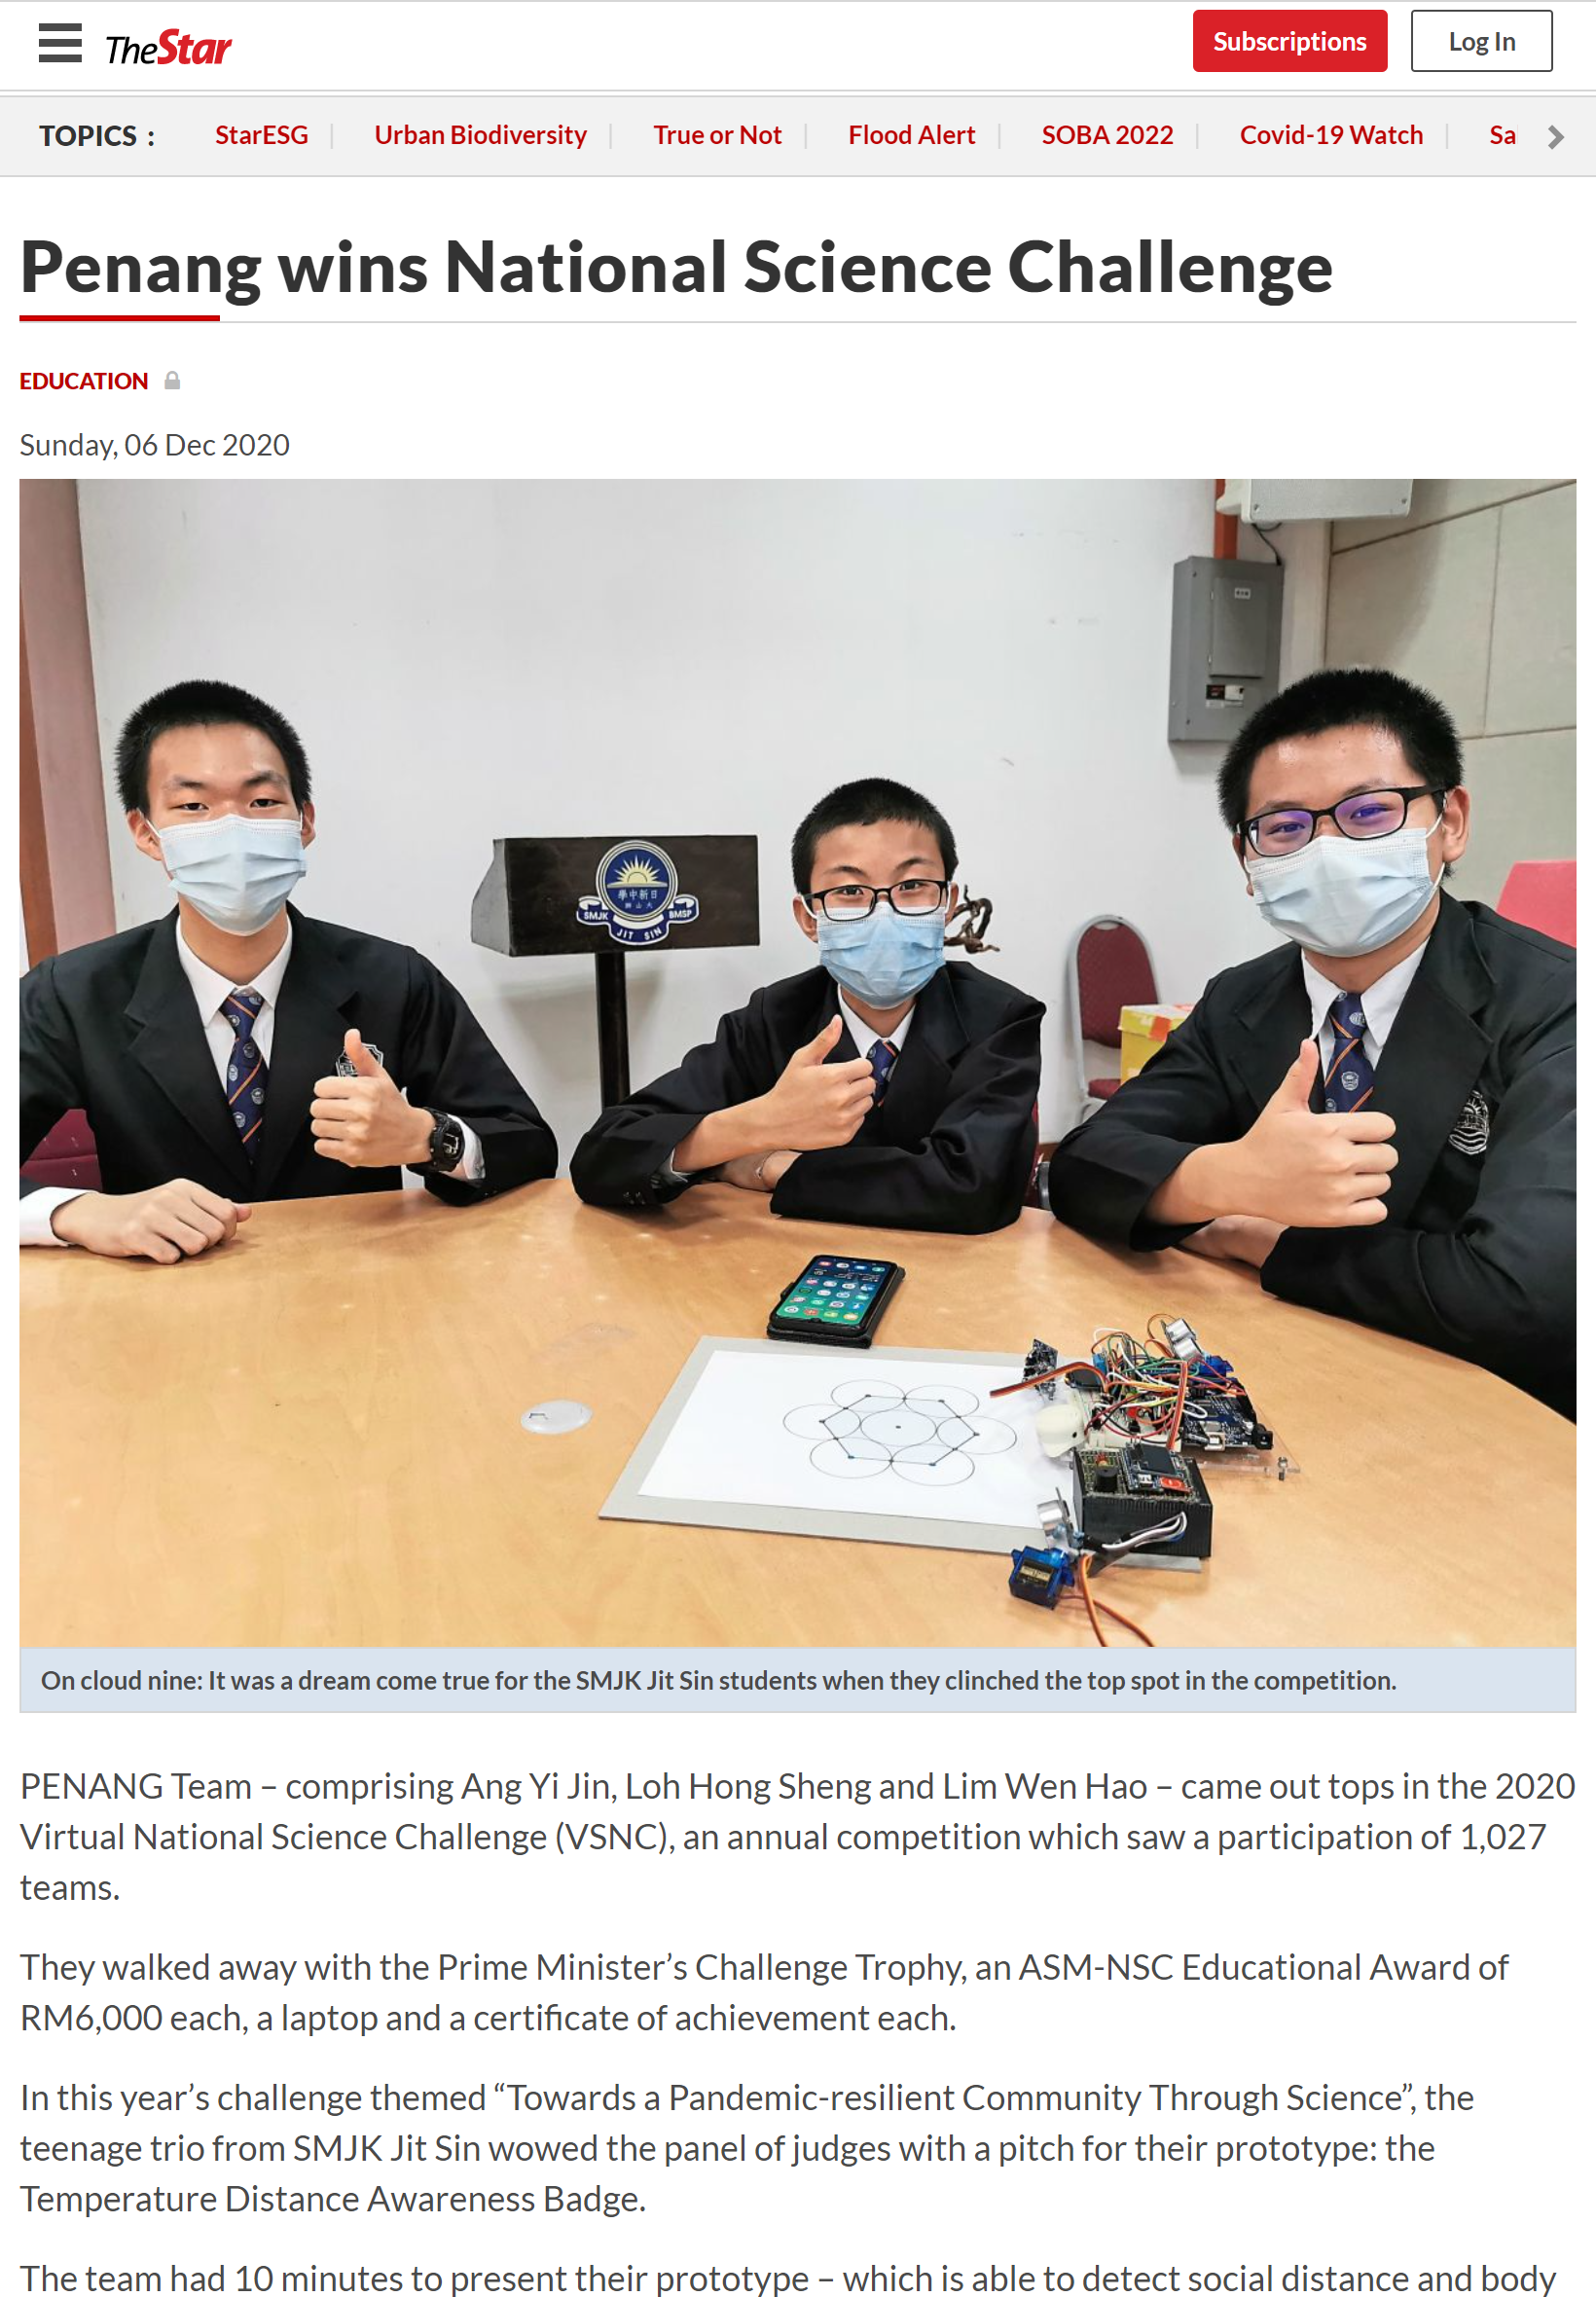 TheStar
Subscriptions
Log In
TOPICS :
StarESG
Urban Biodiversity
True or Not
Flood Alert
SOBA 2022
Covid-19 Watch
Sa
Penang wins National Science Challenge
EDUCATION
Sunday, 06 Dec 2020
學中新日
山大
SMJK
BMSP
JIT SIN
On cloud nine: It was a dream come true for the SMJK Jit Sin students when they clinched the top spot in the competition.
PENANG Team – comprising Ang Yi Jin, Loh Hong Sheng and Lim Wen Hao – came out tops in the 2020
Virtual National Science Challenge (VSNC), an annual competition which saw a participation of 1,027
teams.
They walked away with the Prime Minister’s Challenge Trophy, an ASM-NSC Educational Award of
RM6,000 each, a laptop and a certificate of achievement each.
In this year’s challenge themed “Towards a Pandemic-resilient Community Through Science”, the
teenage trio from SMJK Jit Sin wowed the panel of judges with a pitch for their prototype: the
Temperature Distance Awareness Badge.
The team had 10 minutes to present their prototype – which is able to detect social distance and body